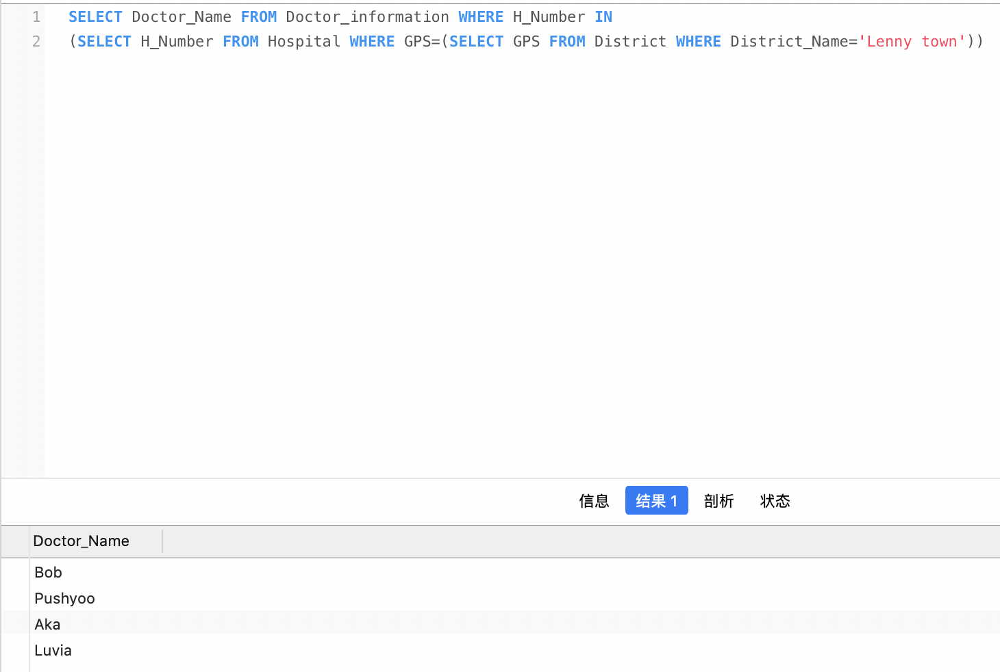 1 SELECT Doctor_Name FROM Doctor_information WHERE H_Number IN
2 (SELECT H_Number FROM Hospital WHERE GPS=(SELECT GPS FROM District WHERE District_Name='Lenny town'))
信息 结果 1 剖析 状态
Doctor_Name
Bob
Pushyoo
Aka
Luvia